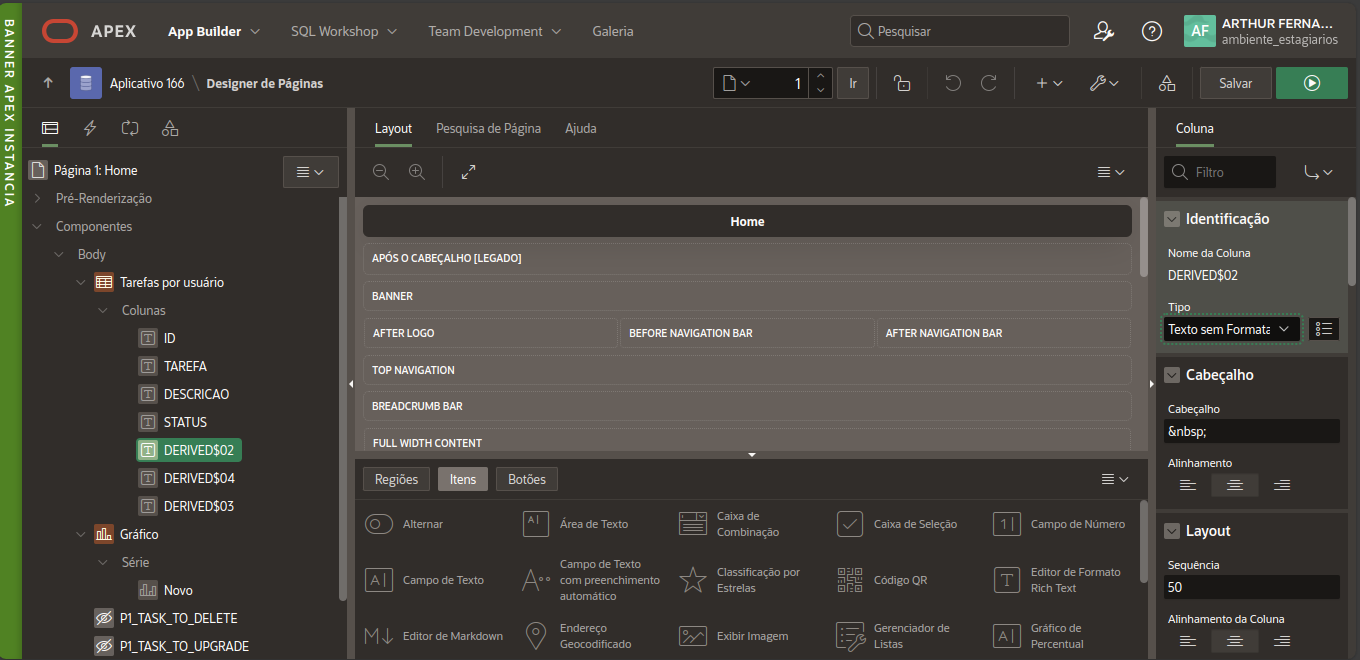 BANNER APEX INSTANCIA
APEX
App Builder
SQL Workshop
Team Development
Galeria
Pesquisar
AF
ARTHUR FERNA...
ambiente_estagiarios
Aplicativo 166 \ Designer de Páginas
1
Ir
Salvar
Página 1: Home
Pré-Renderização
Componentes
Body
Tarefas por usuário
Colunas
ID
TAREFA
DESCRICAO
STATUS
DERIVED$02
DERIVED$04
DERIVED$03
Gráfico
Série
Novo
P1_TASK_TO_DELETE
P1_TASK_TO_UPGRADE
Layout
Pesquisa de Página
Ajuda
Home
APÓS O CABEÇALHO [LEGADO]
BANNER
AFTER LOGO
BEFORE NAVIGATION BAR
AFTER NAVIGATION BAR
TOP NAVIGATION
BREADCRUMB BAR
FULL WIDTH CONTENT
Regiões
Itens
Botões
Alternar
Área de Texto
Caixa de
Combinação
Caixa de Seleção
Campo de Número
Campo de Texto
Campo de Texto
com preenchimento
automático
Classificação por
Estrelas
Código QR
Editor de Formato
Rich Text
Editor de Markdown
Endereço
Geocodificado
Exibir Imagem
Gerenciador de
Listas
Gráfico de
Percentual
Coluna
Filtro
Identificação
Nome da Coluna
DERIVED$02
Tipo
Texto sem Formata
Cabeçalho
Cabeçalho
&nbsp;
Alinhamento
Layout
Sequência
50
Alinhamento da Coluna